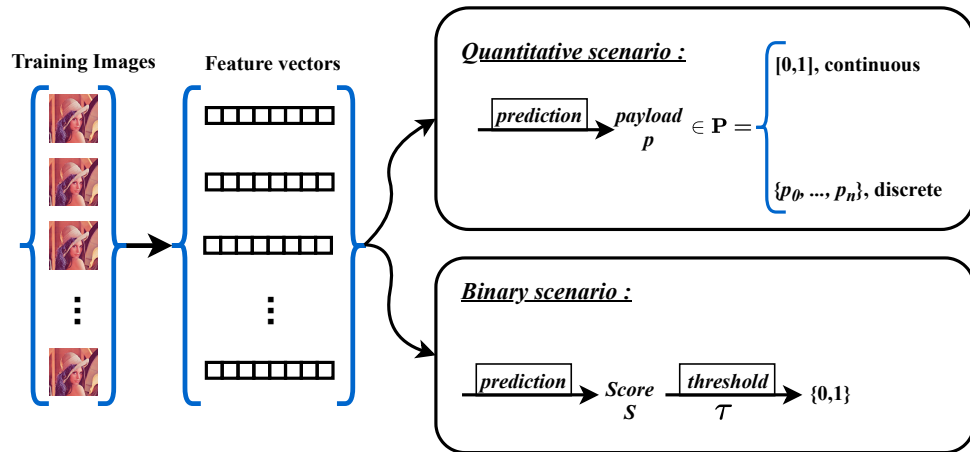 Training Images
Feature vectors
Quantitative scenario :
prediction
payload
p
∈ P =
[0,1], continuous
{p0, ..., pn}, discrete
Binary scenario :
prediction
Score
S
threshold
τ
{0,1}